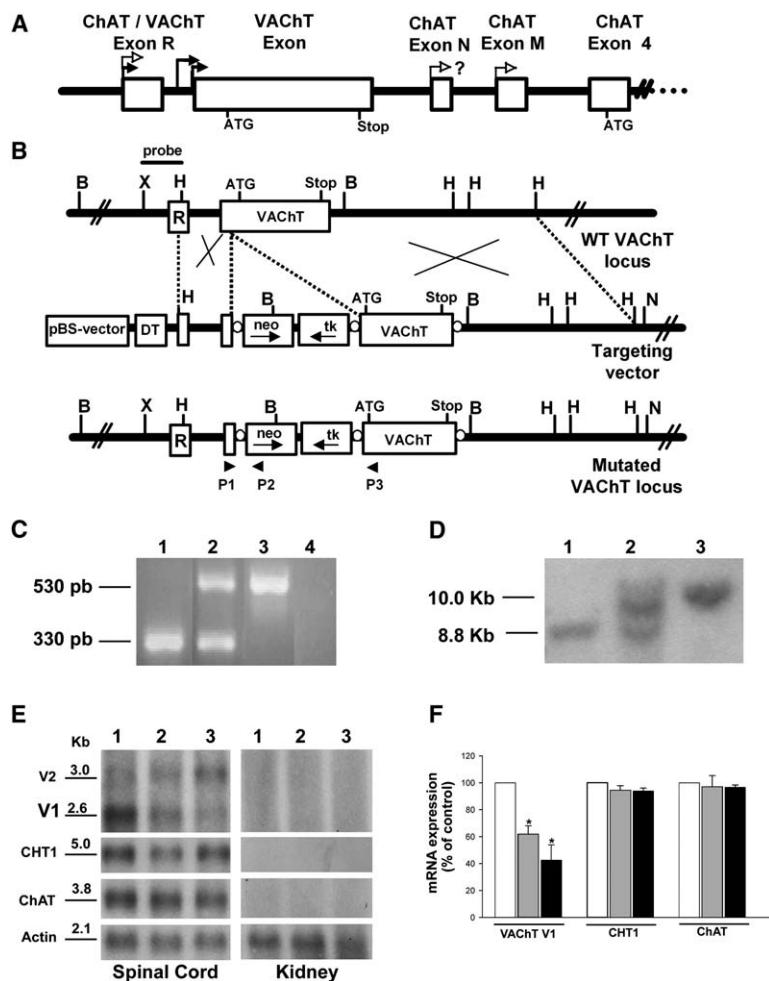 A
ChAT / VAChT
Exon R
VAChT
Exon
ChAT
Exon N
ChAT
Exon M
ChAT
Exon 4
?
ATG
Stop
ATG
B
probe
B X H ATG Stop B H H H
R VAChT
WT VAChT
locus
H B ATG Stop B H H H N
pBS-vector DT neo tk VAChT
Targeting
vector
B X H B ATG Stop B H H H N
R neo tk VAChT
P1 P2 P3
Mutated
VAChT locus
C
1 2 3 4
530 pb
330 pb
D
1 2 3
10.0 Kb
8.8 Kb
E
Kb 1 2 3 1 2 3
V2 3.0
V1 2.6
CHT1 5.0
ChAT 3.8
Actin 2.1
Spinal Cord Kidney
F
mRNA expression
(% of control)
120
100
80
60
40
20
0
* *
VAChT V1 CHT1 ChAT